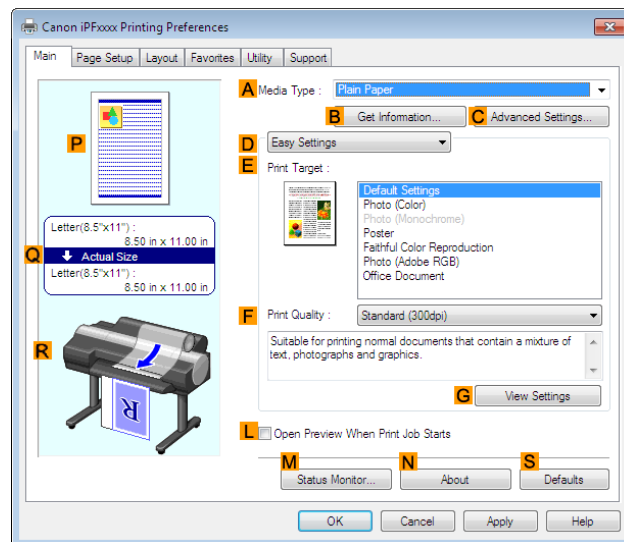 Canon iPFxxxx Printing Preferences
Main Page Setup Layout Favorites Utility Support
A Media Type : Plain Paper
B Get Information... C Advanced Settings...
D Easy Settings
E Print Target :
Default Settings
Photo (Color)
Photo (Monochrome)
Poster
Faithful Color Reproduction
Photo (Adobe RGB)
Office Document
F Print Quality : Standard (300dpi)
Suitable for printing normal documents that contain a mixture of
text, photographs and graphics.
G View Settings
P
Q
Letter(8.5"x11") :
8.50 in x 11.00 in
Actual Size
Letter(8.5"x11") :
8.50 in x 11.00 in
R
R
L Open Preview When Print Job Starts
M Status Monitor... N About S Defaults
OK Cancel Apply Help